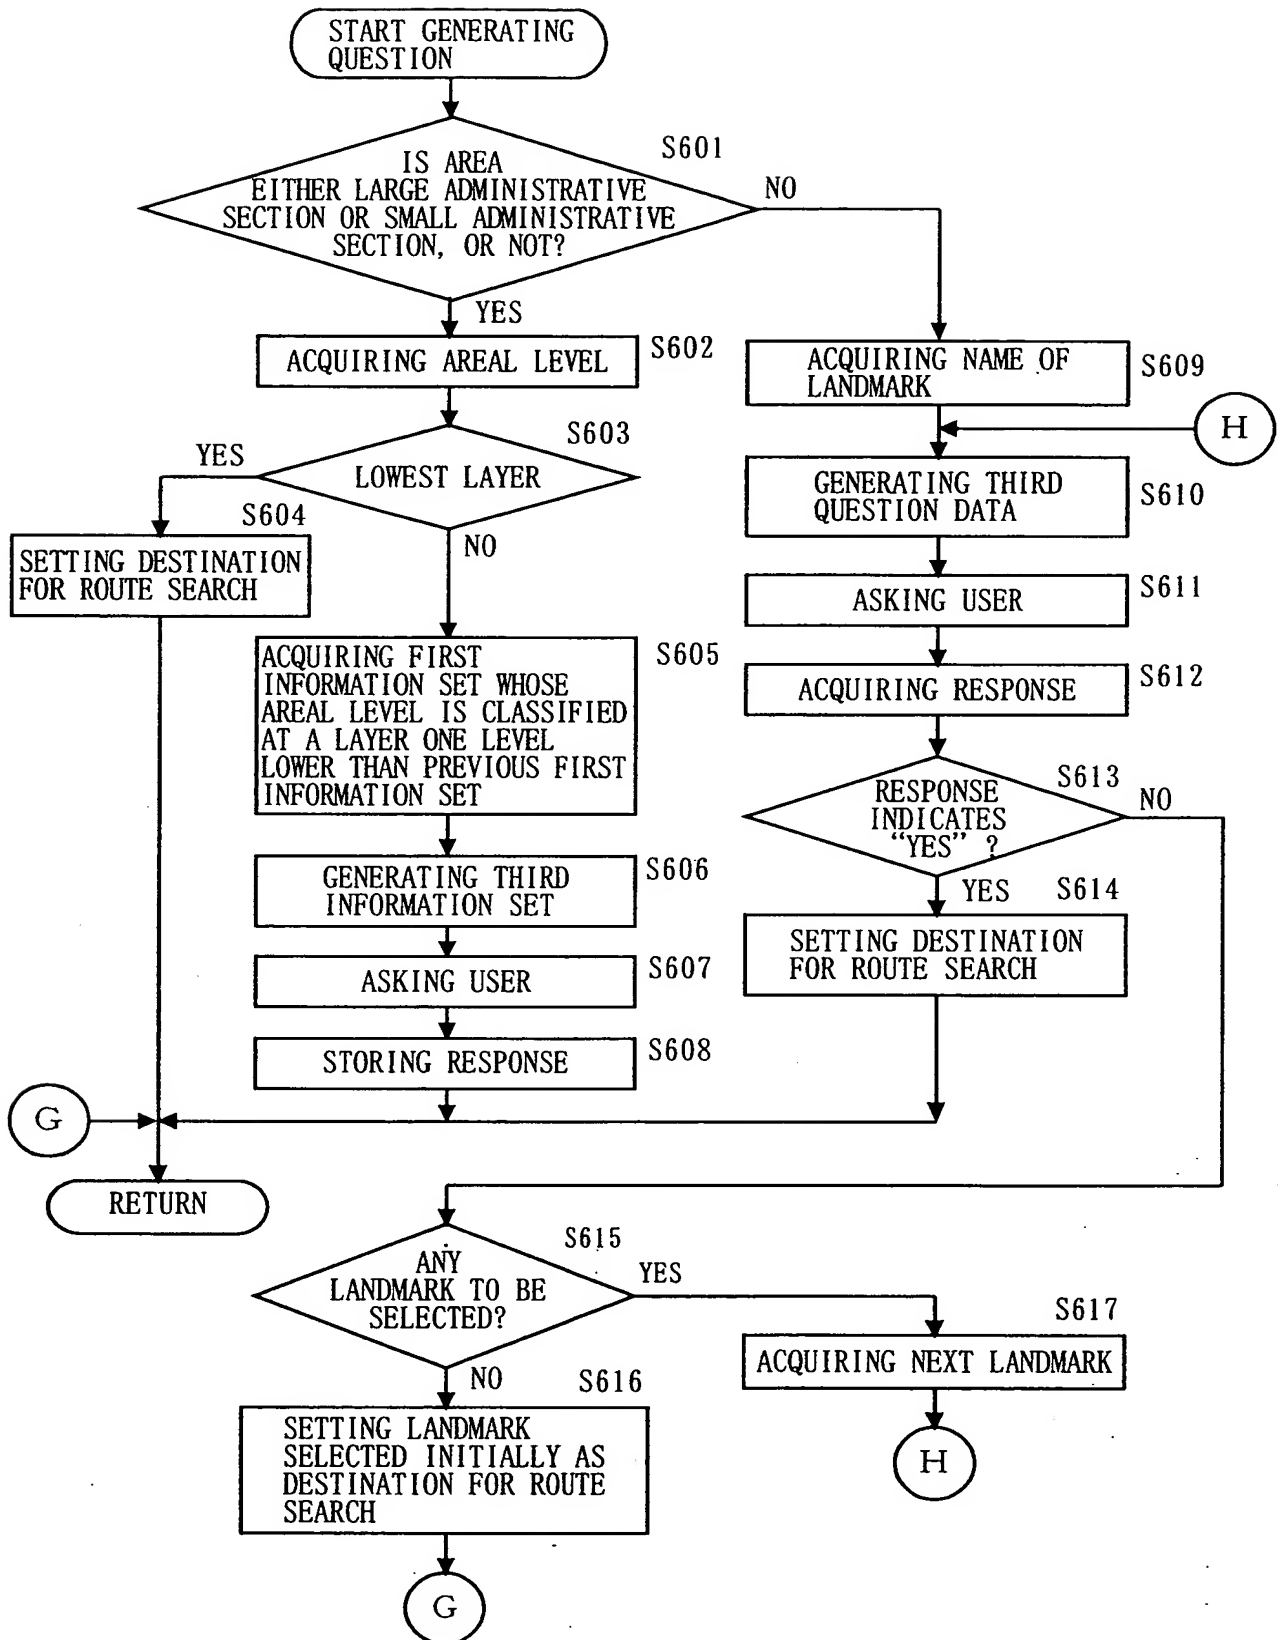 START GENERATING
QUESTION
S601
IS AREA
EITHER LARGE ADMINISTRATIVE
SECTION OR SMALL ADMINISTRATIVE
SECTION, OR NOT?
NO
YES
ACQUIRING AREAL LEVEL
S602
S603
YES
LOWEST LAYER
NO
S604
SETTING DESTINATION
FOR ROUTE SEARCH
ACQUIRING FIRST
INFORMATION SET WHOSE
AREAL LEVEL IS CLASSIFIED
AT A LAYER ONE LEVEL
LOWER THAN PREVIOUS FIRST
INFORMATION SET
S605
GENERATING THIRD
INFORMATION SET
S606
ASKING USER
S607
STORING RESPONSE
S608
G
RETURN
ACQUIRING NAME OF
LANDMARK
S609
H
GENERATING THIRD
QUESTION DATA
S610
ASKING USER
S611
ACQUIRING RESPONSE
S612
S613
RESPONSE
INDICATES
“YES” ?
NO
YES
S614
SETTING DESTINATION
FOR ROUTE SEARCH
S615
ANY
LANDMARK TO BE
SELECTED?
YES
NO
S616
SETTING LANDMARK
SELECTED INITIALLY AS
DESTINATION FOR ROUTE
SEARCH
G
S617
ACQUIRING NEXT LANDMARK
H